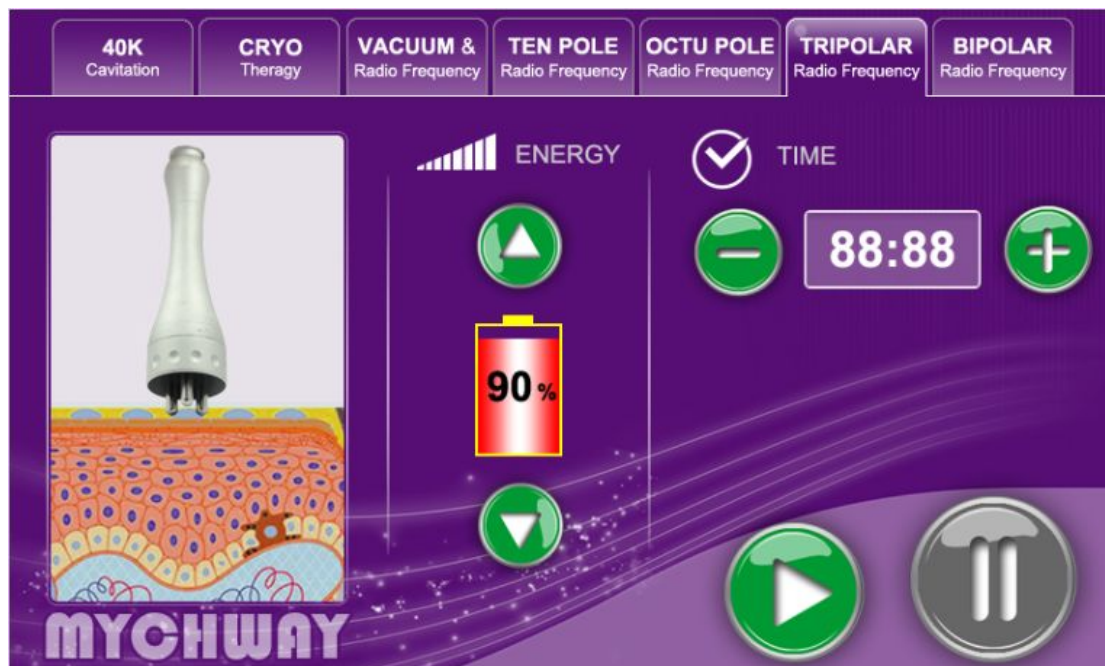 40K
Cavitation
CRYO
Theragy
VACUUM &
Radio Frequency
TEN POLE
Radio Frequency
OCTU POLE
Radio Frequency
TRIPOLAR
Radio Frequency
BIPOLAR
Radio Frequency
ENERGY
TIME
88:88
90%
MYCHWAY